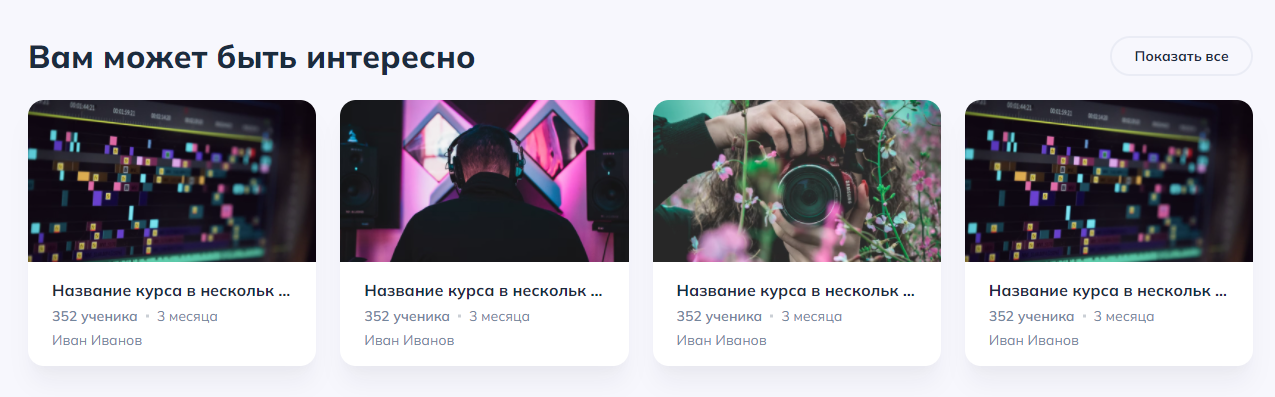 Вам может быть интересно
Показать все
Название курса в нескольк ...
352 ученика • 3 месяца
Иван Иванов
Название курса в нескольк ...
352 ученика • 3 месяца
Иван Иванов
Название курса в нескольк ...
352 ученика • 3 месяца
Иван Иванов
Название курса в нескольк ...
352 ученика • 3 месяца
Иван Иванов